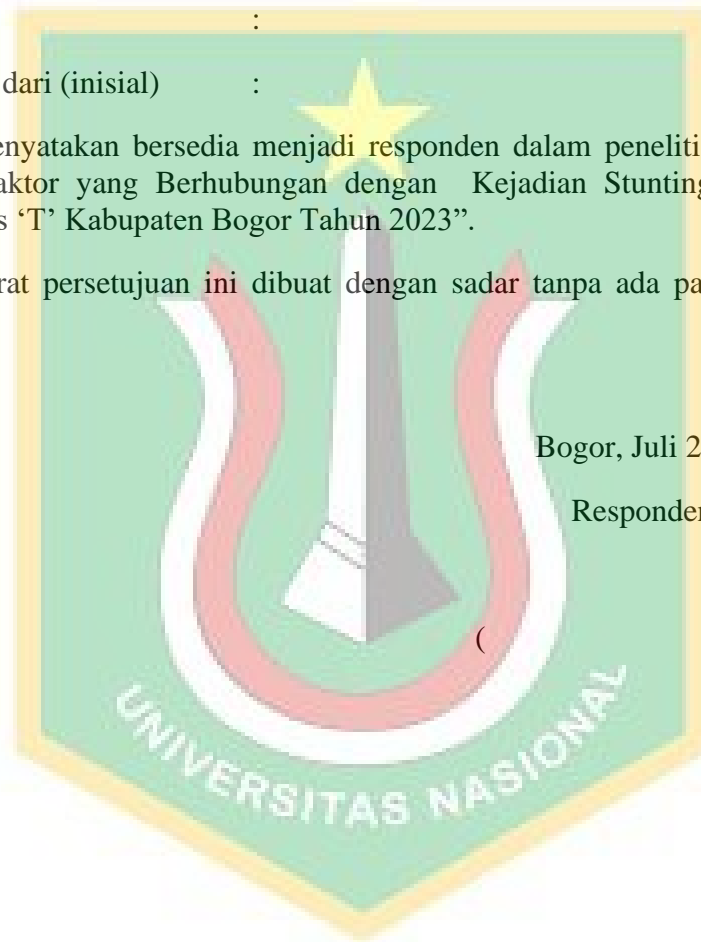 :
dari (inisial) :
enyatakan bersedia menjadi responden dalam peneliti
aktor yang Berhubungan dengan Kejadian Stunting
s ‘T’ Kabupaten Bogor Tahun 2023”.
rat persetujuan ini dibuat dengan sadar tanpa ada pa
Bogor, Juli 2
Responder
(
UNIVERSITAS NASIONAL